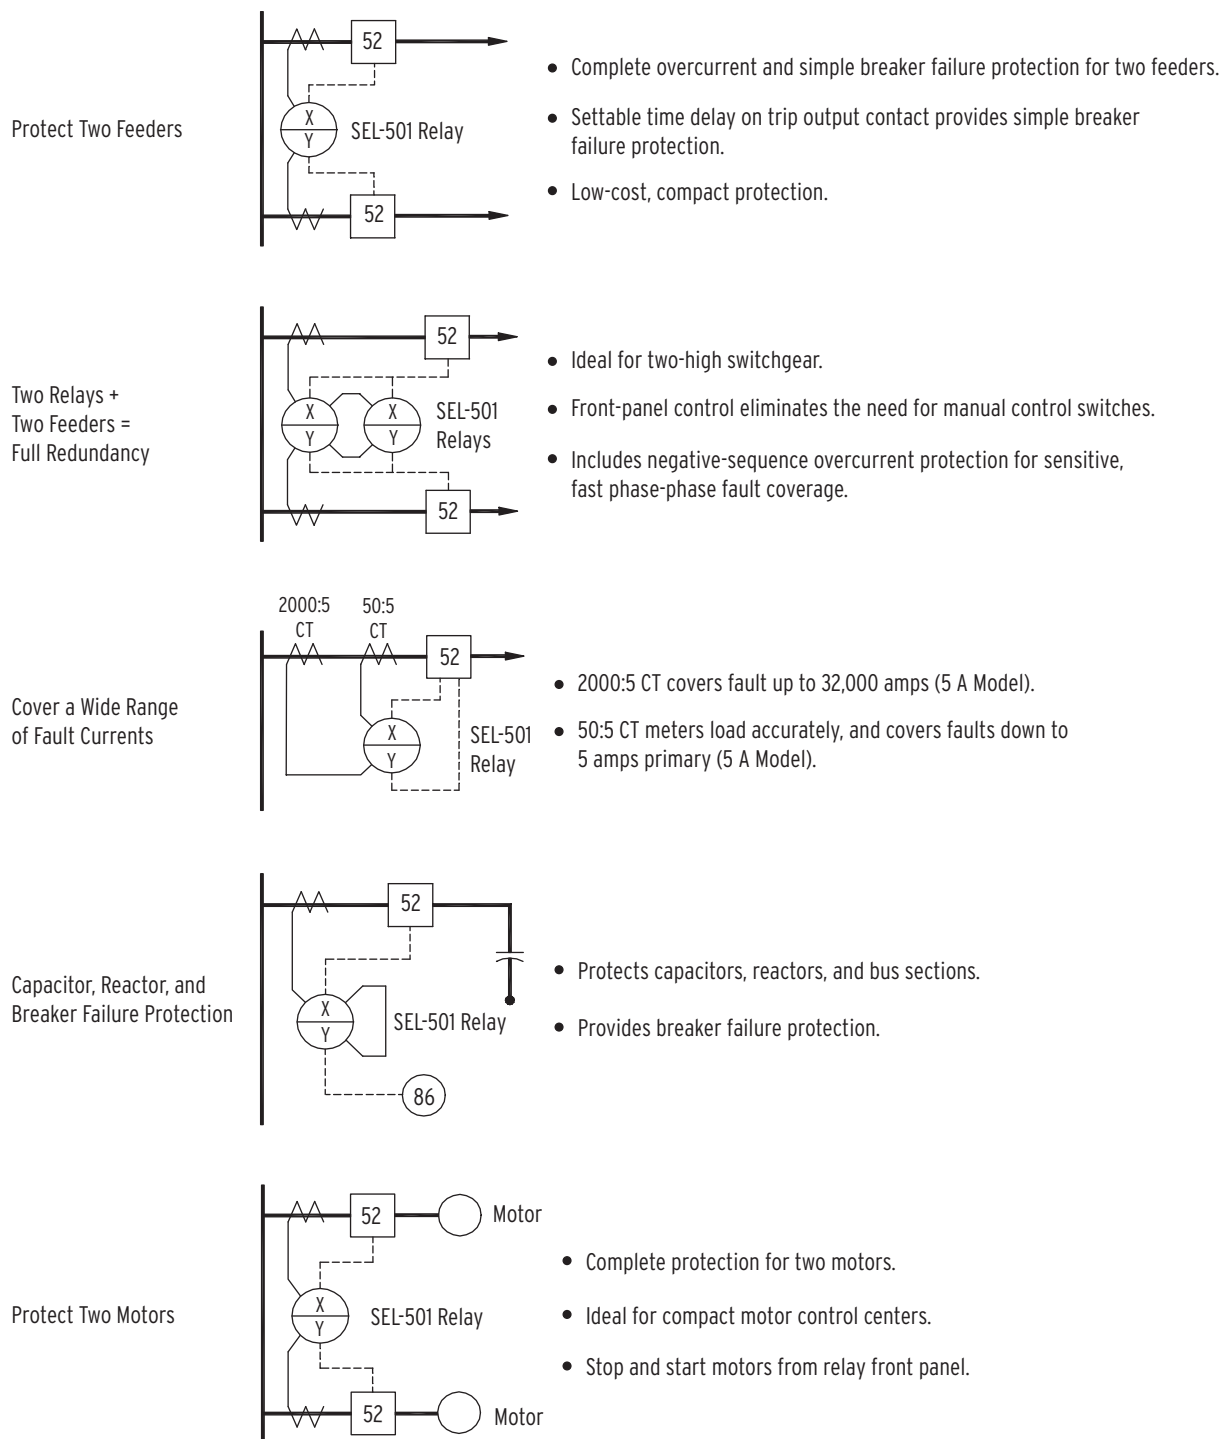 52
• Complete overcurrent and simple breaker failure protection for two feeders.
Protect Two Feeders
X
Y
SEL-501 Relay
• Settable time delay on trip output contact provides simple breaker
failure protection.
• Low-cost, compact protection.
52
52
• Ideal for two-high switchgear.
Two Relays +
Two Feeders =
Full Redundancy
X
Y
X
Y
SEL-501
Relays
• Front-panel control eliminates the need for manual control switches.
• Includes negative-sequence overcurrent protection for sensitive,
fast phase-phase fault coverage.
52
2000:5
CT
50:5
CT
52
Cover a Wide Range
of Fault Currents
X
Y
SEL-501
Relay
• 2000:5 CT covers fault up to 32,000 amps (5 A Model).
• 50:5 CT meters load accurately, and covers faults down to
5 amps primary (5 A Model).
52
Capacitor, Reactor, and
Breaker Failure Protection
X
Y
SEL-501 Relay
86
• Protects capacitors, reactors, and bus sections.
• Provides breaker failure protection.
52
Motor
Protect Two Motors
X
Y
SEL-501 Relay
• Complete protection for two motors.
• Ideal for compact motor control centers.
• Stop and start motors from relay front panel.
52
Motor